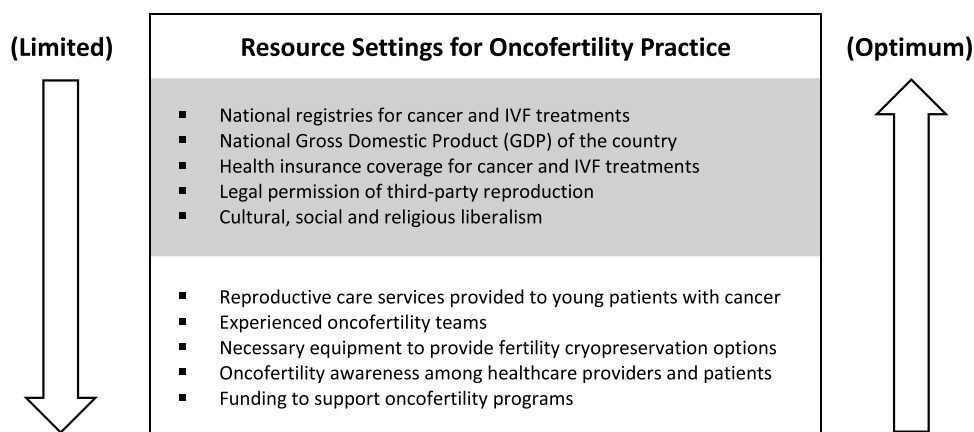 (Limited)
Resource Settings for Oncofertility Practice
(Optimum)
▪ National registries for cancer and IVF treatments
▪ National Gross Domestic Product (GDP) of the country
▪ Health insurance coverage for cancer and IVF treatments
▪ Legal permission of third-party reproduction
▪ Cultural, social and religious liberalism
▪ Reproductive care services provided to young patients with cancer
▪ Experienced oncofertility teams
▪ Necessary equipment to provide fertility cryopreservation options
▪ Oncofertility awareness among healthcare providers and patients
▪ Funding to support oncofertility programs